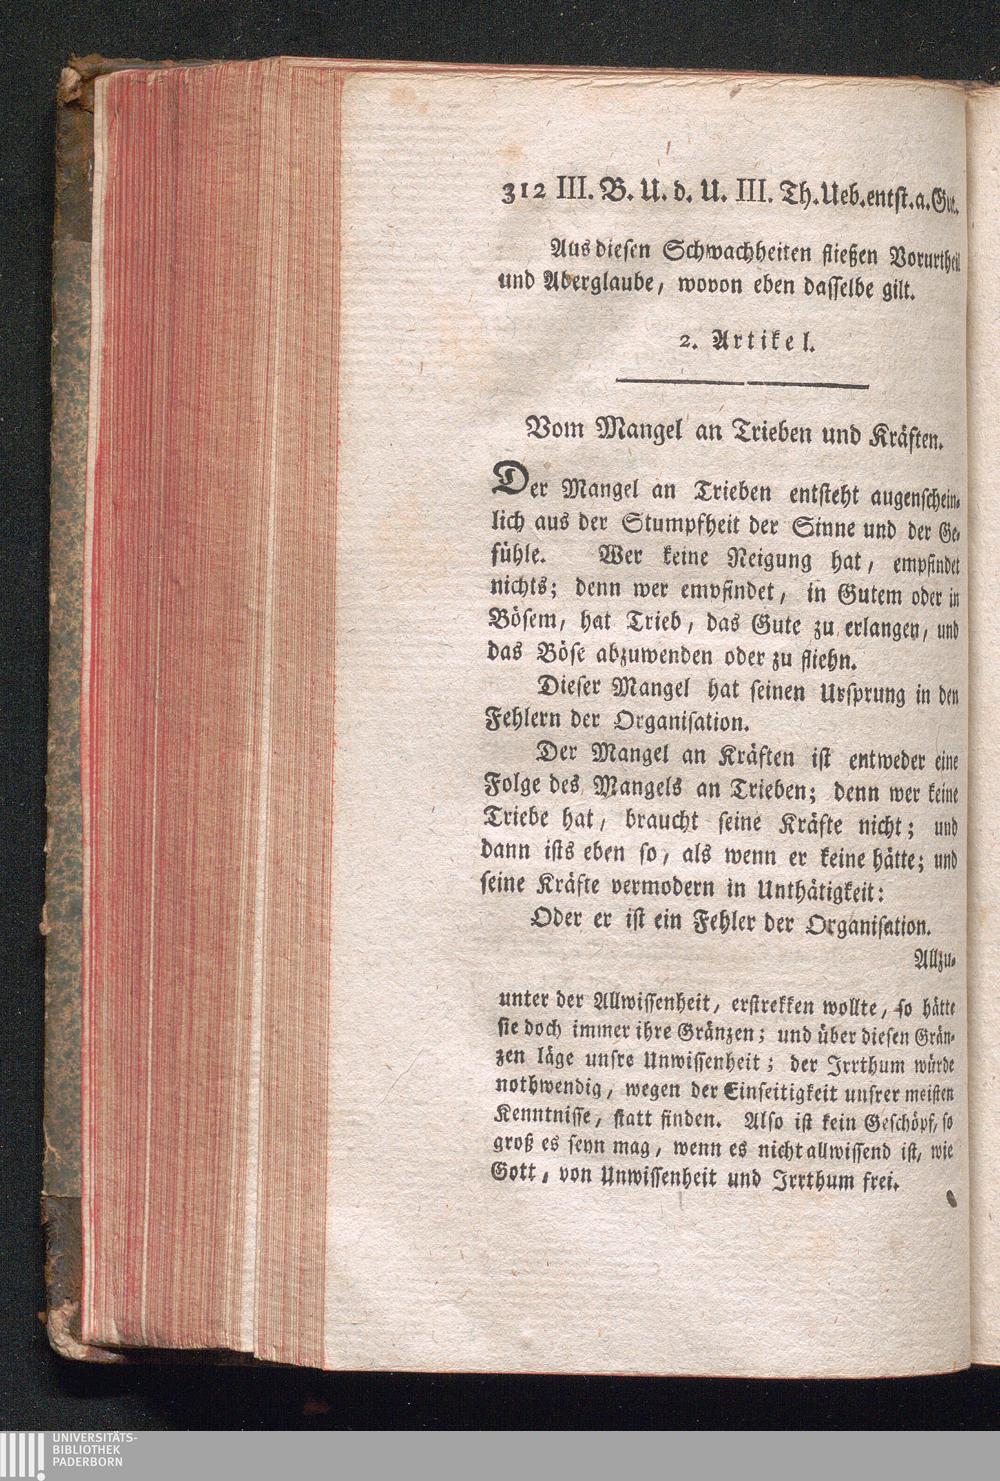 312 III. B. U. d. U. III. Th. Ueb. entst. a. Gut.
Aus diesen Schwachheiten fließen Vorurtheil
und Aberglaube, wovon eben dasselbe gilt.
2. Artikel.
Vom Mangel an Trieben und Kräften.
Der Mangel an Trieben entsteht augenschein-
lich aus der Stumpfheit der Sinne und der Ge-
fühle. Wer keine Neigung hat, empfindet
nichts; denn wer empfindet, in Gutem oder in
Bösem, hat Trieb, das Gute zu erlangen, und
das Böse abzuwenden oder zu fliehn.
Dieser Mangel hat seinen Ursprung in den
Fehlern der Organisation.
Der Mangel an Kräften ist entweder eine
Folge des Mangels an Trieben; denn wer keine
Triebe hat, braucht seine Kräfte nicht; und
dann ists eben so, als wenn er keine hätte; und
seine Kräfte vermodern in Unthätigkeit:
Oder er ist ein Fehler der Organisation.
Allzu-
unter der Allwissenheit, erstrekken wollte, so hätte
sie doch immer ihre Gränzen; und über diesen Grän-
zen läge unsre Unwissenheit; der Irrthum würde
nothwendig, wegen der Einseitigkeit unsrer meisten
Kenntnisse, statt finden. Also ist kein Geschöpf, so
groß es seyn mag, wenn es nicht allwissend ist, wie
Gott, von Unwissenheit und Irrthum frei.
UNIVERSITÄTS-
BIBLIOTHEK
PADERBORN